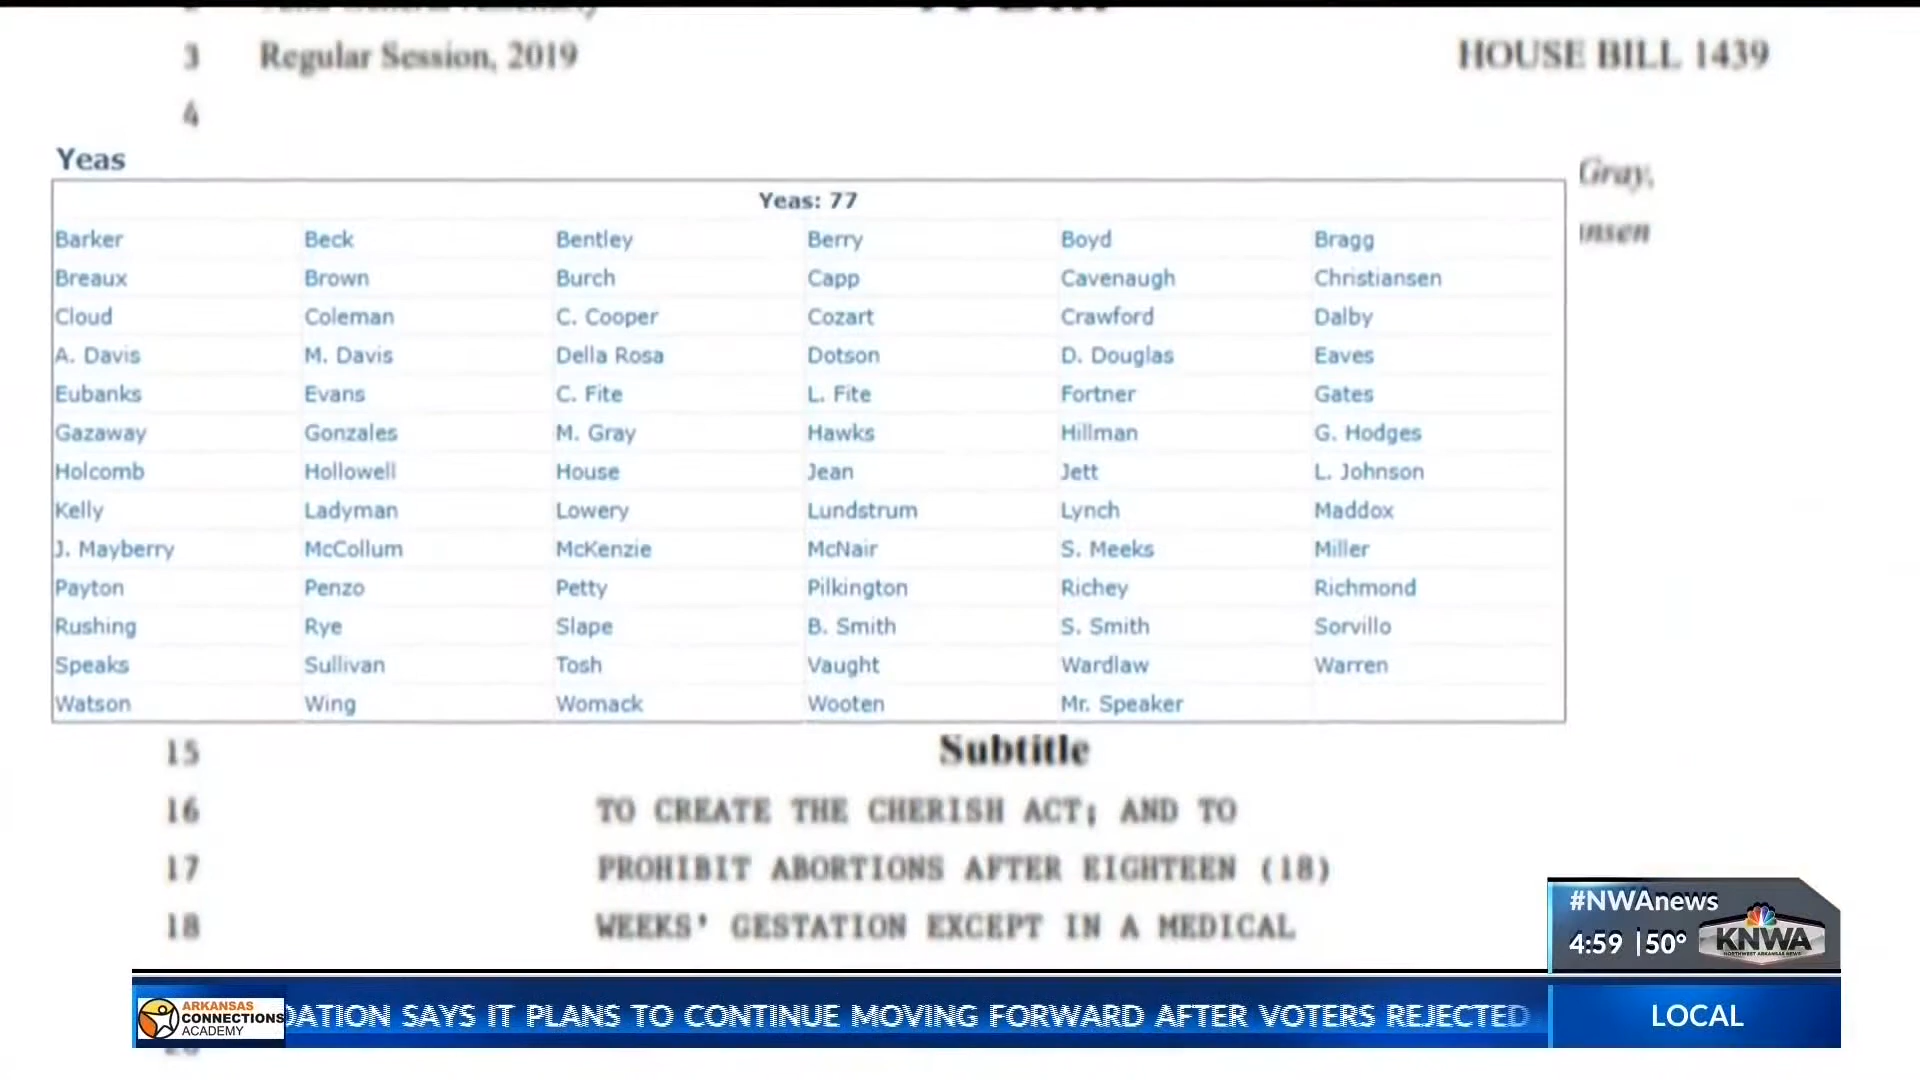 3 Regular Session, 2019 HOUSE BILL 1439
4
Gray,
Yeas
Yeas: 77
Barker Beck Bentley Berry Boyd Bragg
Breaux Brown Burch Capp Cavenaugh Christiansen
Cloud Coleman C. Cooper Cozart Crawford Dalby
A. Davis M. Davis Della Rosa Dotson D. Douglas Eaves
Eubanks Evans C. Fite L. Fite Fortner Gates
Gazaway Gonzales M. Gray Hawks Hillman G. Hodges
Holcomb Hollowell House Jean Jett L. Johnson
Kelly Ladyman Lowery Lundstrum Lynch Maddox
J. Mayberry McCollum McKenzie McNair S. Meeks Miller
Payton Penzo Petty Pilkington Richey Richmond
Rushing Rye Slape B. Smith S. Smith Sorvillo
Speaks Sullivan Tosh Vaught Wardlaw Warren
Watson Wing Womack Wooten Mr. Speaker
15 Subtitle
16 TO CREATE THE CHERISH ACT; AND TO
17 PROHIBIT ABORTIONS AFTER EIGHTEEN (18)
18 WEEKS' GESTATION EXCEPT IN A MEDICAL
#NWAnews
4:59 | 50° KNWA
NORTHWEST ARKANSAS NEWS
ARKANSAS
CONNECTIONS
ACADEMY
DATION SAYS IT PLANS TO CONTINUE MOVING FORWARD AFTER VOTERS REJECTED
LOCAL